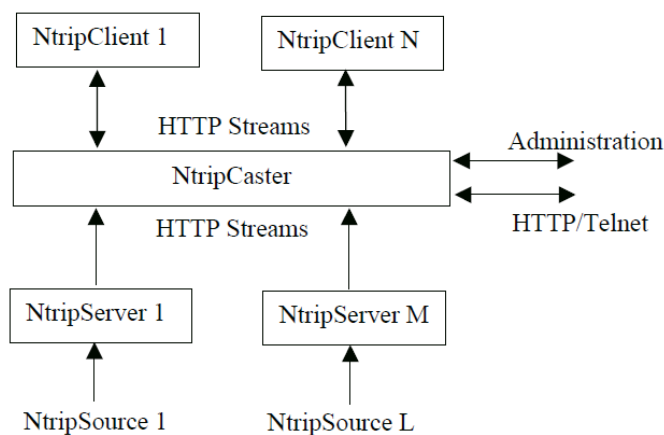 NtripClient 1
NtripClient N
HTTP Streams
Administration
NtripCaster
HTTP Streams
HTTP/Telnet
NtripServer 1
NtripServer M
NtripSource 1
NtripSource L